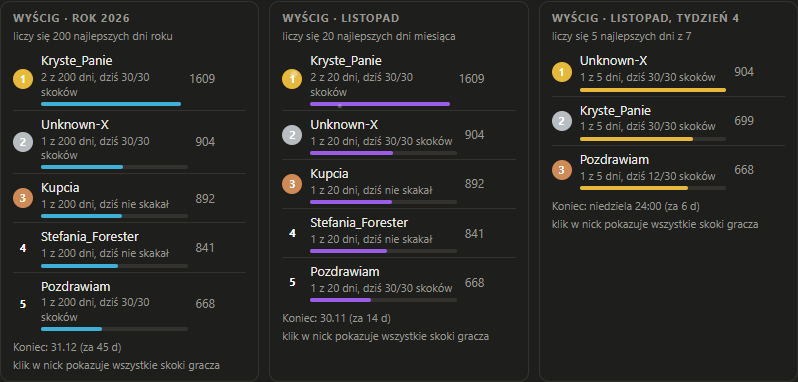 WYŚCIG · ROK 2026
liczy się 200 najlepszych dni roku
1
Kryste_Panie
2 z 200 dni, dziś 30/30
skoków
1609
2
Unknown-X
1 z 200 dni, dziś 30/30
skoków
904
3
Kupcia
1 z 200 dni, dziś nie skakał
892
4
Stefania_Forester
1 z 200 dni, dziś nie skakał
841
5
Pozdrawiam
1 z 200 dni, dziś 30/30
skoków
668
Koniec: 31.12 (za 45 d)
klik w nick pokazuje wszystkie skoki gracza
WYŚCIG · LISTOPAD
liczy się 20 najlepszych dni miesiąca
1
Kryste_Panie
2 z 20 dni, dziś 30/30
skoków
1609
2
Unknown-X
1 z 20 dni, dziś 30/30 skoków
904
3
Kupcia
1 z 20 dni, dziś nie skakał
892
4
Stefania_Forester
1 z 20 dni, dziś nie skakał
841
5
Pozdrawiam
1 z 20 dni, dziś 30/30 skoków
668
Koniec: 30.11 (za 14 d)
klik w nick pokazuje wszystkie skoki gracza
WYŚCIG · LISTOPAD, TYDZIEŃ 4
liczy się 5 najlepszych dni z 7
1
Unknown-X
1 z 5 dni, dziś 30/30 skoków
904
2
Kryste_Panie
1 z 5 dni, dziś 30/30 skoków
699
3
Pozdrawiam
1 z 5 dni, dziś 12/30 skoków
668
Koniec: niedziela 24:00 (za 6 d)
klik w nick pokazuje wszystkie skoki gracza